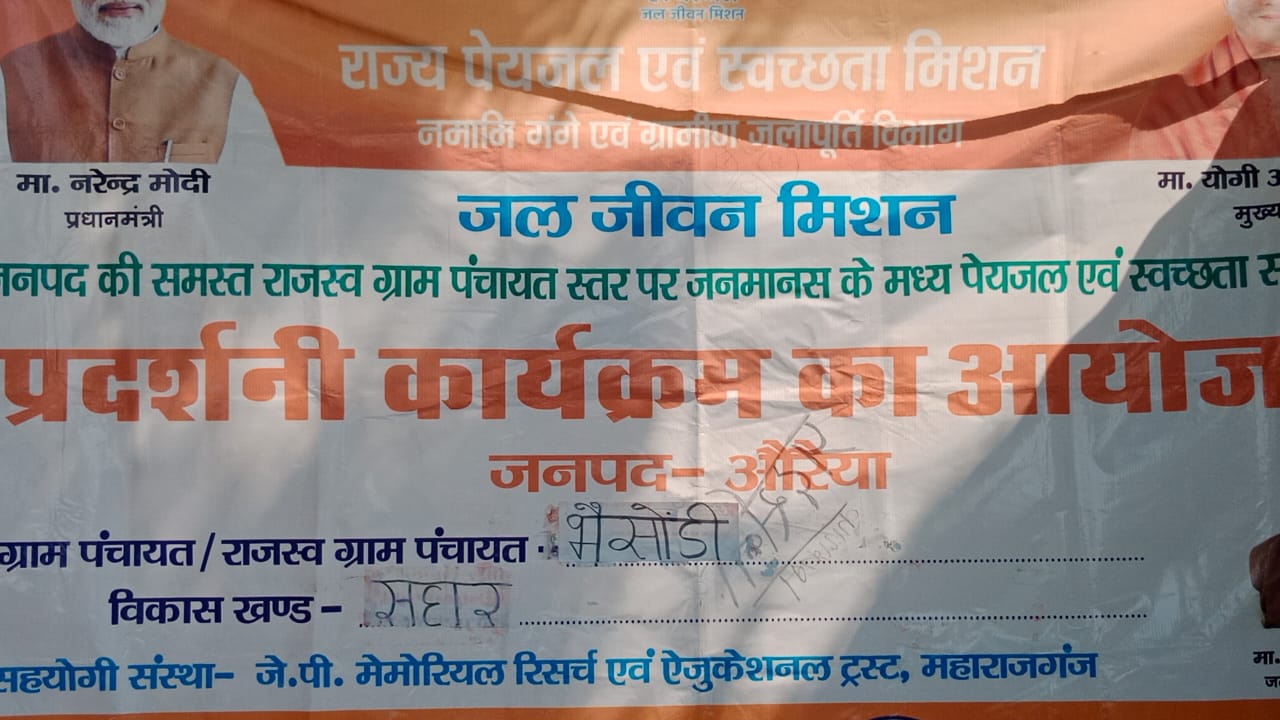 जल जीवन मिशन
राज्य पेयजल एवं स्वच्छता मिशन
नमामि गंगे एवं ग्रामीण जलापूर्ति विभाग
मा. नरेन्द्र मोदी
प्रधानमंत्री
मा. योगी
जल जीवन मिशन
की समस्त राजस्व ग्राम पंचायत स्तर पर जनमानस के मध्य पेयजल एवं स्वच्छता
प्रदर्शनी कार्यक्रम का
जनपद- औरैया
ग्राम पंचायत/राजस्व ग्राम पंचायत भैसोंडी
विकास खण्ड- सहार
सहयोगी संस्था- जे.पी. मेमोरियल रिसर्च एवं ऐजुकेशनल ट्रस्ट, महाराजगंज
मा.